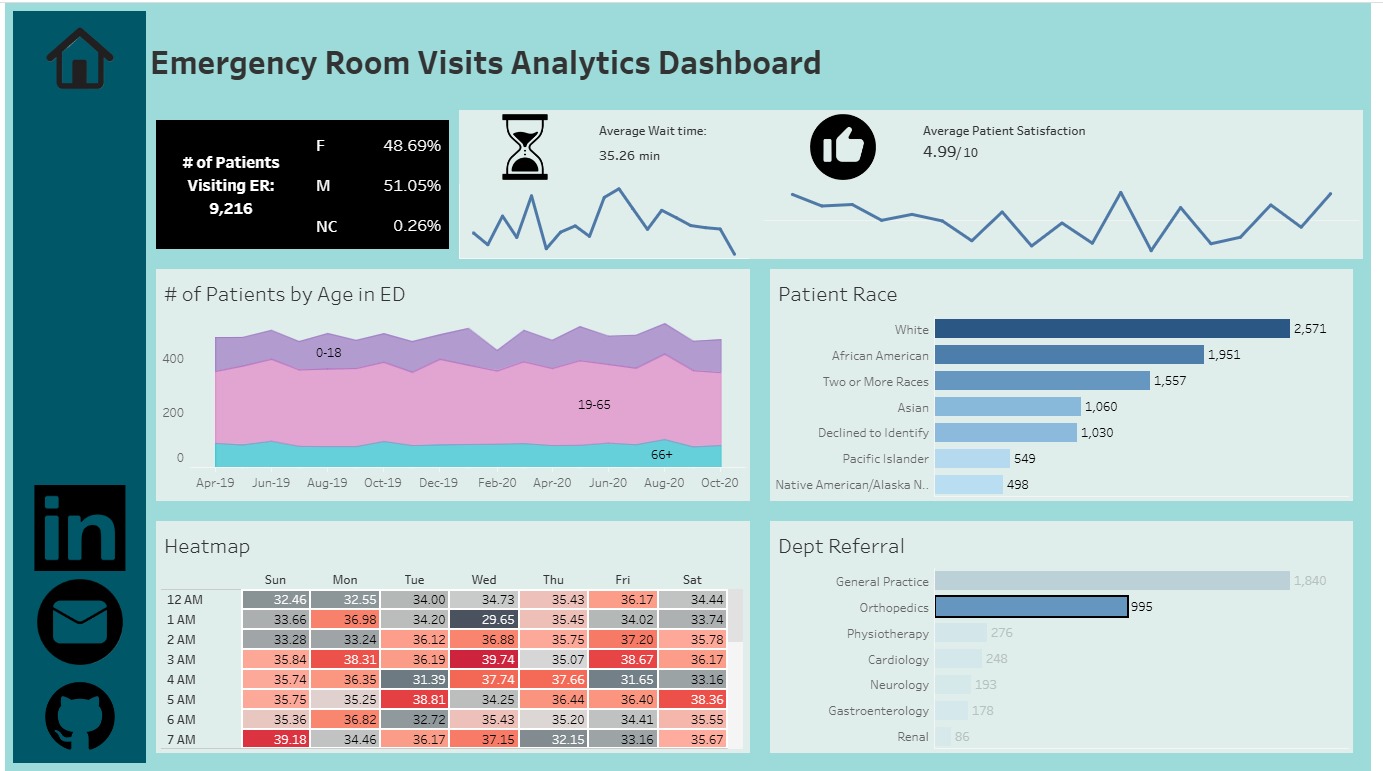 Emergency Room Visits Analytics Dashboard
# of Patients
Visiting ER:
9,216
F 48.69%
M 51.05%
NC 0.26%
Average Wait time:
35.26 min
Average Patient Satisfaction
4.99/ 10
# of Patients by Age in ED
400
200
0
0-18
19-65
66+
Apr-19 Jun-19 Aug-19 Oct-19 Dec-19 Feb-20 Apr-20 Jun-20 Aug-20 Oct-20
Patient Race
White 2,571
African American 1,951
Two or More Races 1,557
Asian 1,060
Declined to Identify 1,030
Pacific Islander 549
Native American/Alaska N.. 498
in
Heatmap
Sun Mon Tue Wed Thu Fri Sat
12 AM 32.46 32.55 34.00 34.73 35.43 36.17 34.44
1 AM 33.66 36.98 34.20 29.65 35.45 34.02 33.74
2 AM 33.28 33.24 36.12 36.88 35.75 37.20 35.78
3 AM 35.84 38.31 36.19 39.74 35.07 38.67 36.17
4 AM 35.74 36.35 31.39 37.74 37.66 31.65 33.16
5 AM 35.75 35.25 38.81 34.25 36.44 36.40 38.36
6 AM 35.36 36.82 32.72 35.43 35.20 34.41 35.55
7 AM 39.18 34.46 36.17 37.15 32.15 33.16 35.67
Dept Referral
General Practice 1,840
Orthopedics 995
Physiotherapy 276
Cardiology 248
Neurology 193
Gastroenterology 178
Renal 86